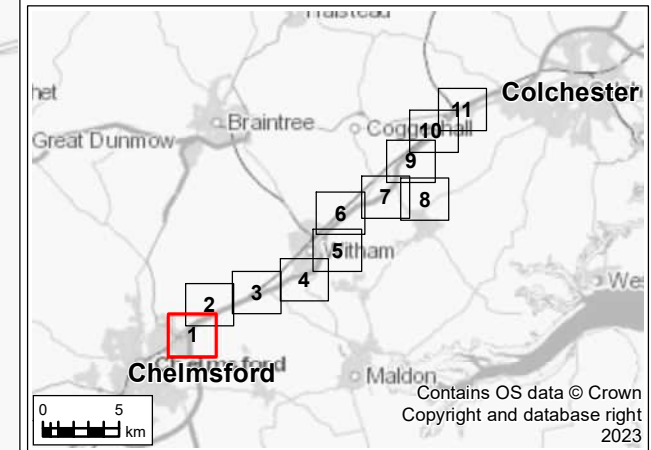 Colchester
11
Braintree
Coggeshall
10
Great Dunmow
9
7
8
6
5
Witham
4
3
2
1
Chelmsford
Maldon
Contains OS data © Crown
Copyright and database right
2023
0 5
km